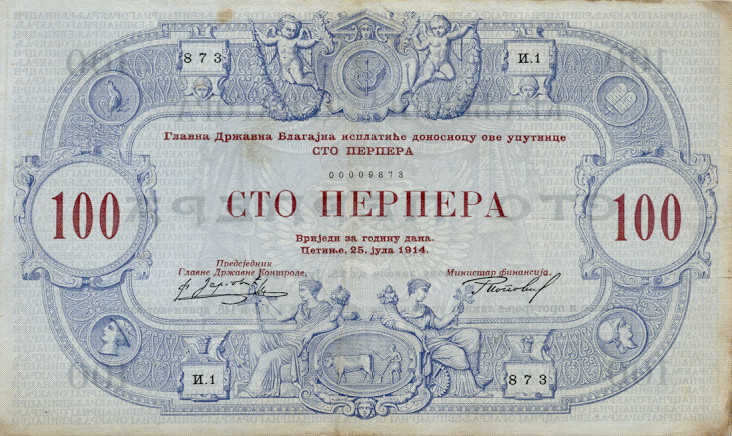 873
И.1
Главна Државна Благајна исплатиће доносиоцу ове упутнице
СТО ПЕРПЕРА
00009873
100
СТО ПЕРПЕРА
100
Вриједи за годину дана.
Цетиње, 25. јула 1914.
Предсједник
Главне Државне Контроле,
Министар финансија,
И.1
873